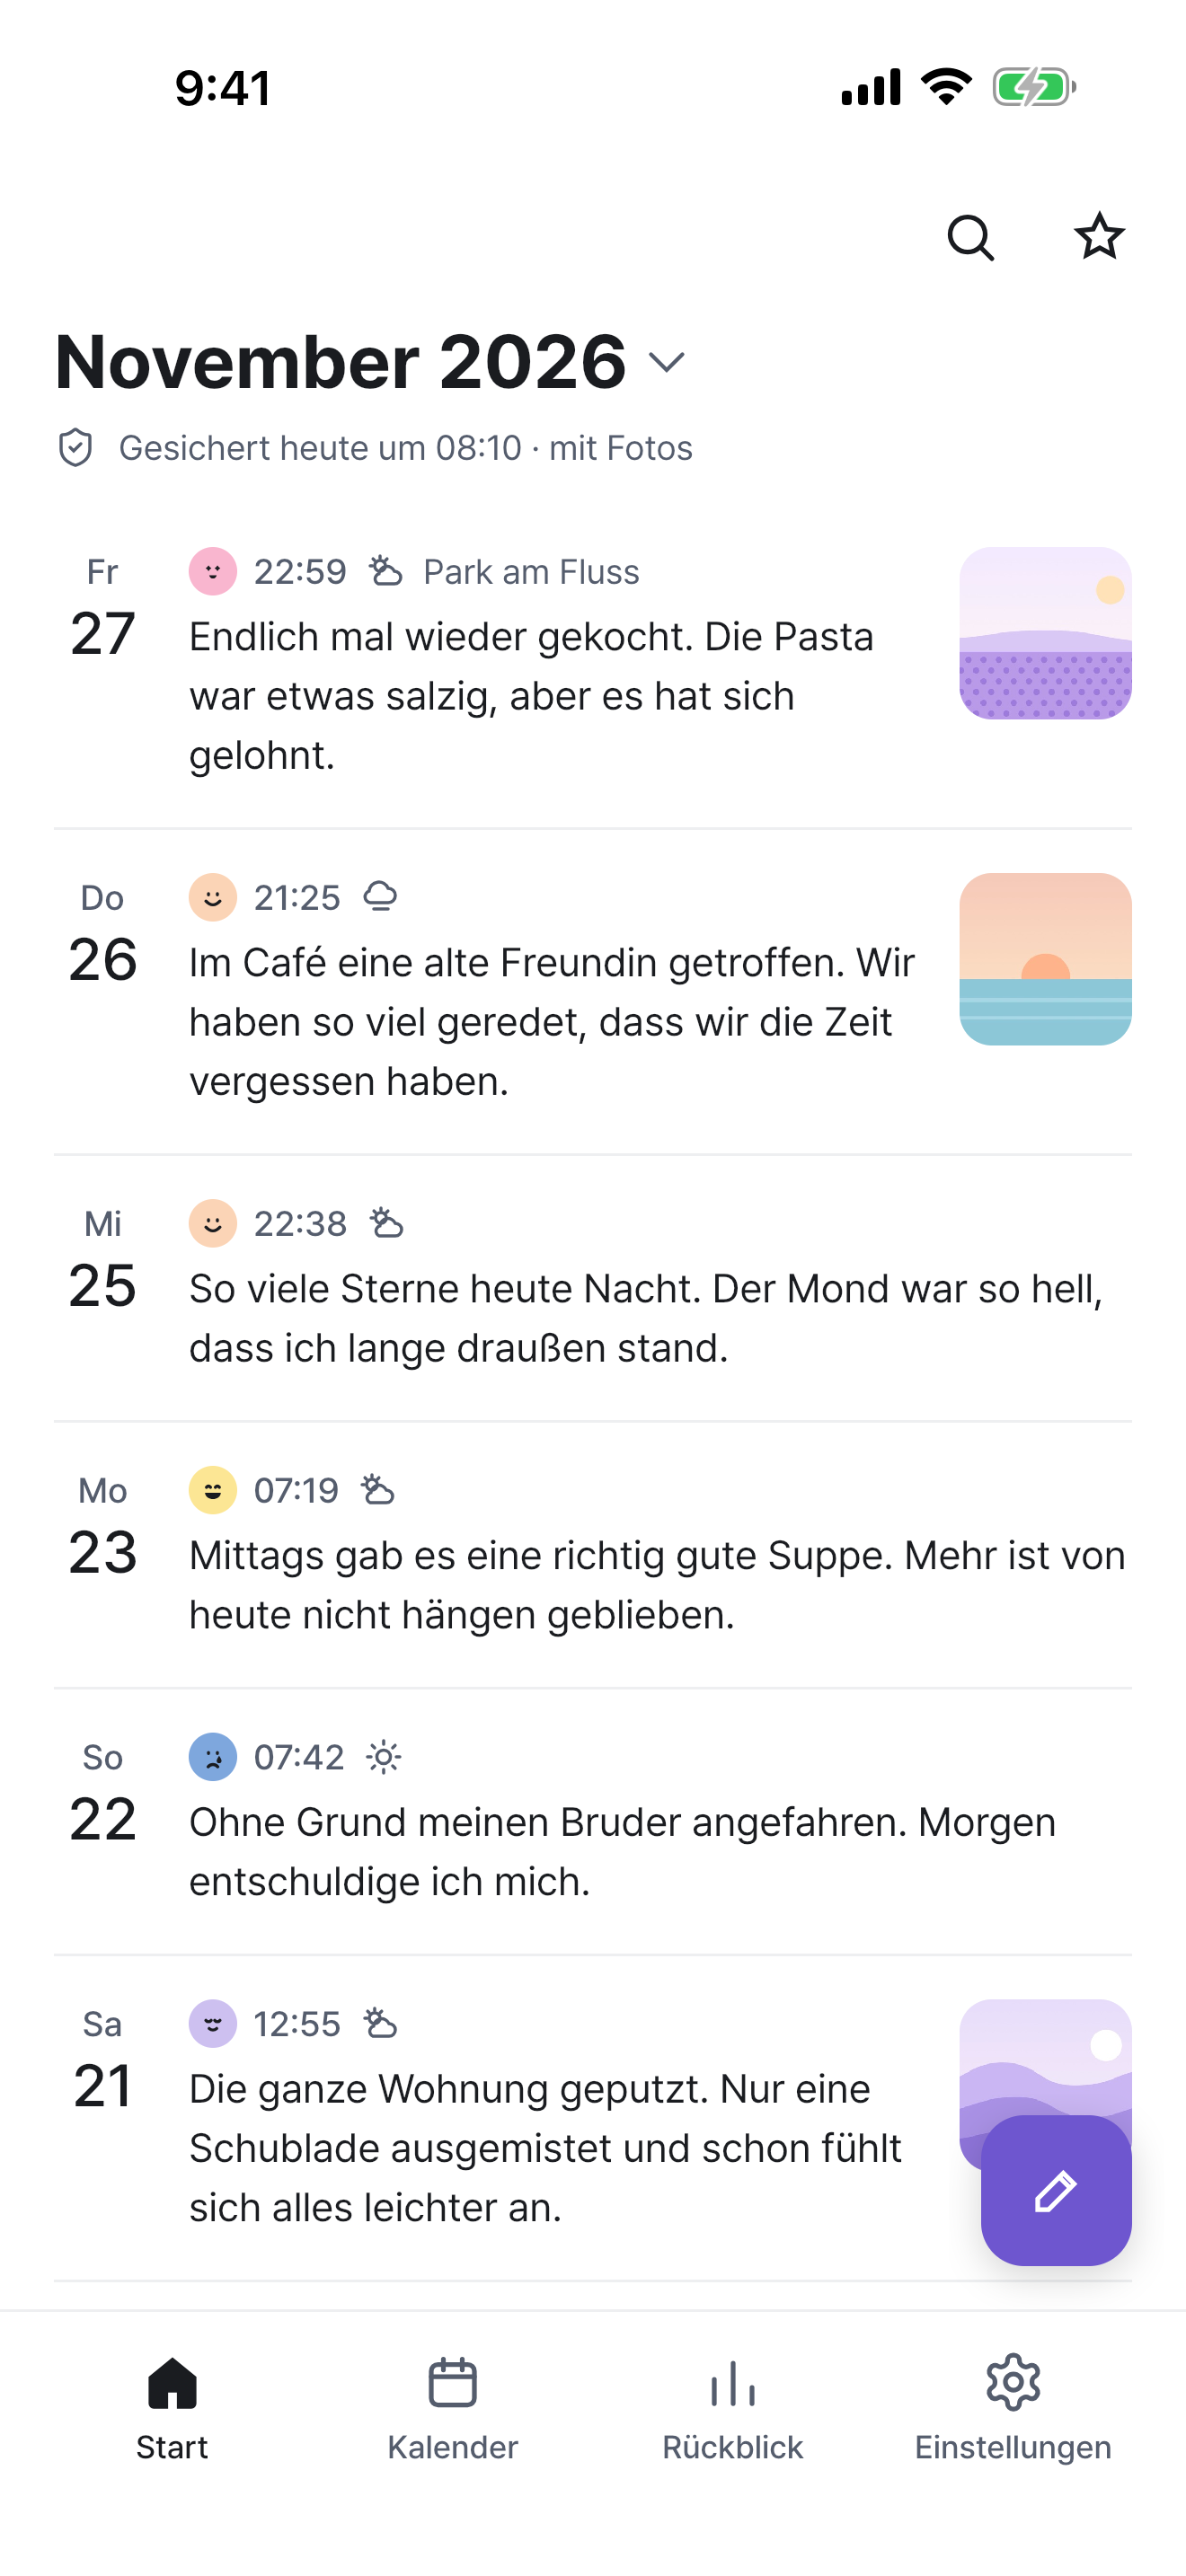 9:41
November 2026
Gesichert heute um 08:10 · mit Fotos
Fr
27
22:59 Park am Fluss
Endlich mal wieder gekocht. Die Pasta
war etwas salzig, aber es hat sich
gelohnt.
Do
26
21:25
Im Café eine alte Freundin getroffen. Wir
haben so viel geredet, dass wir die Zeit
vergessen haben.
Mi
25
22:38
So viele Sterne heute Nacht. Der Mond war so hell,
dass ich lange draußen stand.
Mo
23
07:19
Mittags gab es eine richtig gute Suppe. Mehr ist von
heute nicht hängen geblieben.
So
22
07:42
Ohne Grund meinen Bruder angefahren. Morgen
entschuldige ich mich.
Sa
21
12:55
Die ganze Wohnung geputzt. Nur eine
Schublade ausgemistet und schon fühlt
sich alles leichter an.
Start
Kalender
Rückblick
Einstellungen